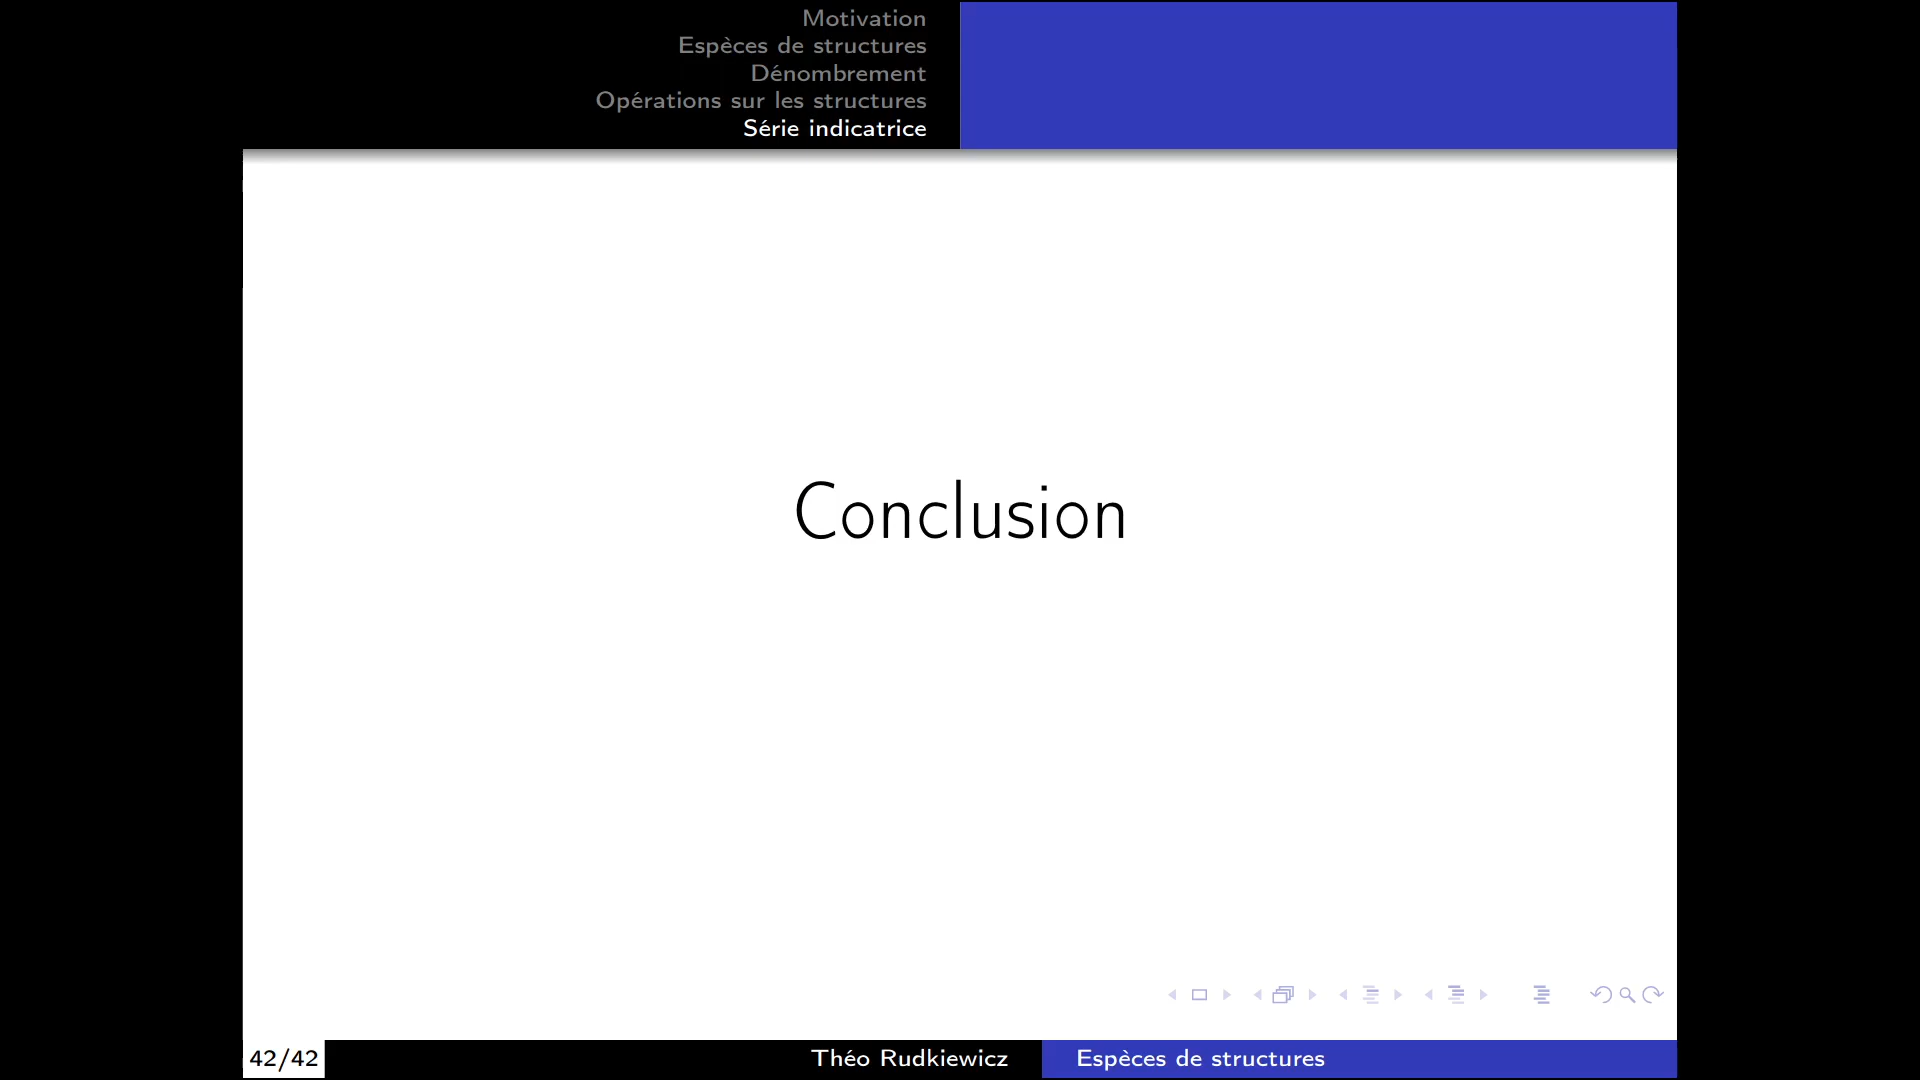 Motivation
Espèces de structures
Dénombrement
Opérations sur les structures
Série indicatrice
Conclusion
42/42
Théo Rudkiewicz
Espèces de structures